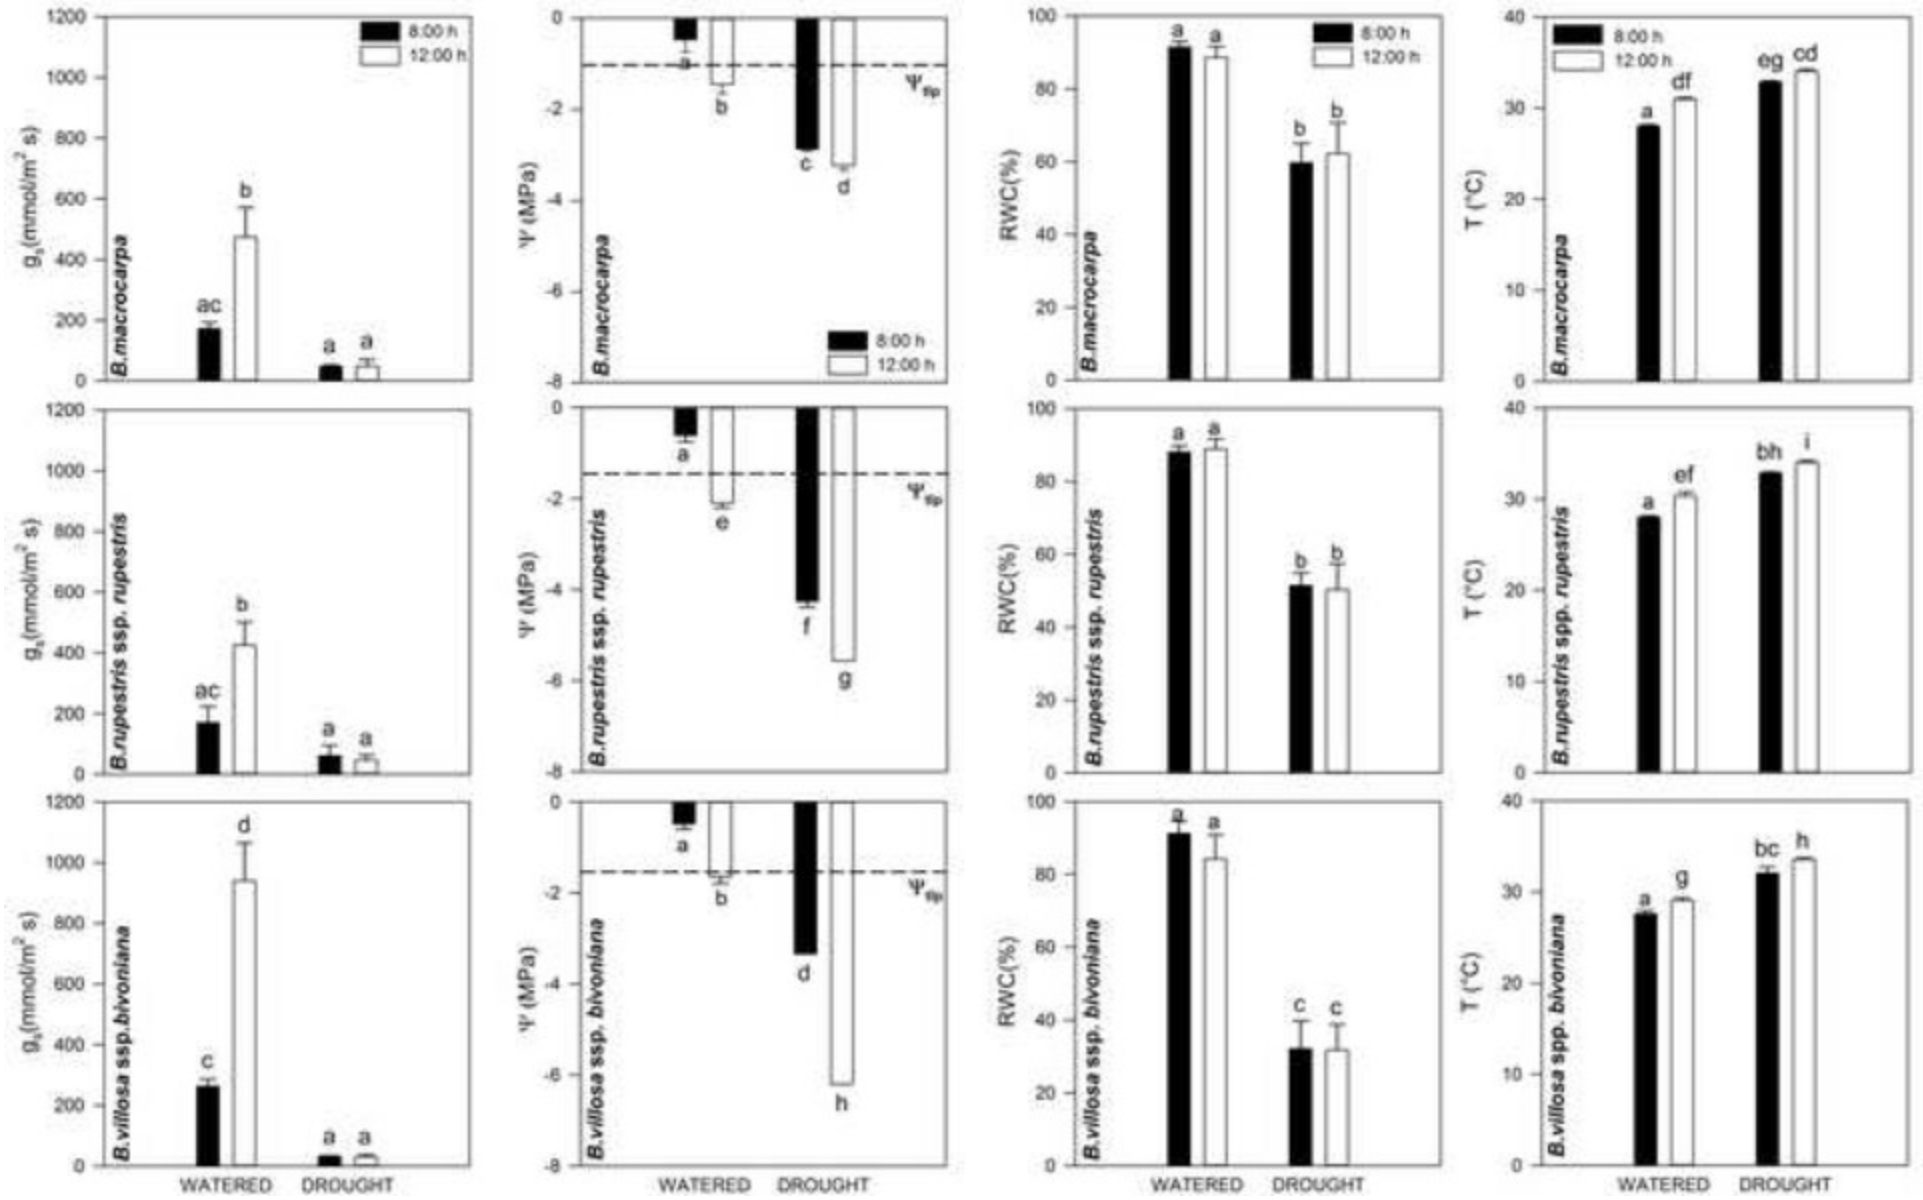 1200
1000
800
600
400
200
0
gs(mmol/m² s)
B.macrocarpa
8:00 h
12:00 h
ac
b
a
a
0
-2
-4
-6
-8
Ψ (MPa)
B.macrocarpa
a
b
c
d
Ψtlp
8:00 h
12:00 h
100
80
60
40
20
0
RWC(%)
B.macrocarpa
8:00 h
12:00 h
a
a
b
b
40
30
20
10
0
T (°C)
B.macrocarpa
8:00 h
12:00 h
a
df
eg
cd
1200
1000
800
600
400
200
0
gs(mmol/m² s)
B.rupestris ssp. rupestris
ac
b
a
a
0
-2
-4
-6
-8
Ψ (MPa)
B.rupestris ssp. rupestris
a
e
f
g
Ψtlp
100
80
60
40
20
0
RWC(%)
B.rupestris ssp. rupestris
a
a
b
b
40
30
20
10
0
T (°C)
B.rupestris spp. rupestris
a
ef
bh
i
1200
1000
800
600
400
200
0
gs(mmol/m² s)
B.villosa ssp.bivoniana
c
d
a
a
WATERED DROUGHT
0
-2
-4
-6
-8
Ψ (MPa)
B.villosa ssp. bivoniana
a
b
d
h
Ψtlp
WATERED DROUGHT
100
80
60
40
20
0
RWC(%)
B.villosa ssp. bivoniana
a
a
c
c
WATERED DROUGHT
40
30
20
10
0
T (°C)
B.villosa spp. bivoniana
a
g
bc
h
WATERED DROUGHT